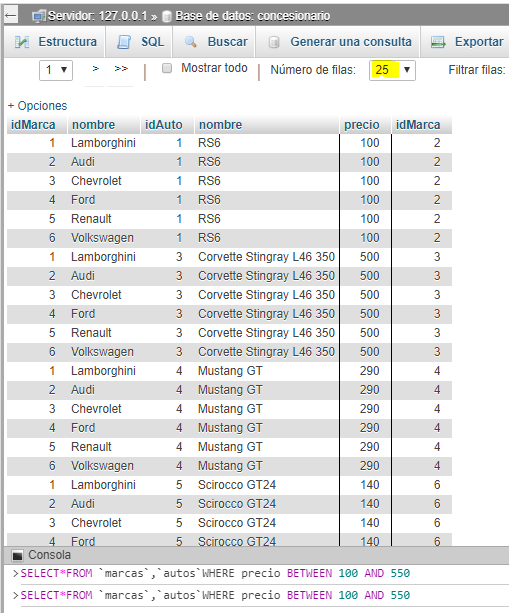 Servidor: 127.0.0.1 » Base de datos: concesionario
Estructura SQL Buscar Generar una consulta Exportar
1 > >> Mostrar todo Número de filas: 25 Filtrar filas:
+ Opciones
idMarca nombre idAuto nombre precio idMarca
1 Lamborghini 1 RS6 100 2
2 Audi 1 RS6 100 2
3 Chevrolet 1 RS6 100 2
4 Ford 1 RS6 100 2
5 Renault 1 RS6 100 2
6 Volkswagen 1 RS6 100 2
1 Lamborghini 3 Corvette Stingray L46 350 500 3
2 Audi 3 Corvette Stingray L46 350 500 3
3 Chevrolet 3 Corvette Stingray L46 350 500 3
4 Ford 3 Corvette Stingray L46 350 500 3
5 Renault 3 Corvette Stingray L46 350 500 3
6 Volkswagen 3 Corvette Stingray L46 350 500 3
1 Lamborghini 4 Mustang GT 290 4
2 Audi 4 Mustang GT 290 4
3 Chevrolet 4 Mustang GT 290 4
4 Ford 4 Mustang GT 290 4
5 Renault 4 Mustang GT 290 4
6 Volkswagen 4 Mustang GT 290 4
1 Lamborghini 5 Scirocco GT24 140 6
2 Audi 5 Scirocco GT24 140 6
3 Chevrolet 5 Scirocco GT24 140 6
4 Ford 5 Scirocco GT24 140 6
Consola
>SELECT*FROM `marcas`,`autos`WHERE precio BETWEEN 100 AND 550
>SELECT*FROM `marcas`,`autos`WHERE precio BETWEEN 100 AND 550